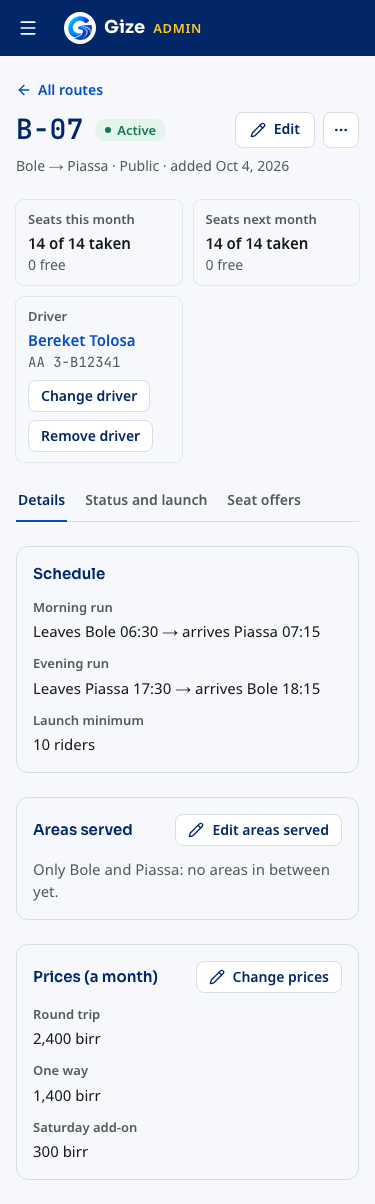 Gize ADMIN
← All routes
B-07 Active Edit ...
Bole → Piassa · Public · added Oct 4, 2026
Seats this month
14 of 14 taken
0 free
Seats next month
14 of 14 taken
0 free
Driver
Bereket Tolosa
AA 3-B12341
Change driver
Remove driver
Details Status and launch Seat offers
Schedule
Morning run
Leaves Bole 06:30 → arrives Piassa 07:15
Evening run
Leaves Piassa 17:30 → arrives Bole 18:15
Launch minimum
10 riders
Areas served Edit areas served
Only Bole and Piassa: no areas in between
yet.
Prices (a month) Change prices
Round trip
2,400 birr
One way
1,400 birr
Saturday add-on
300 birr